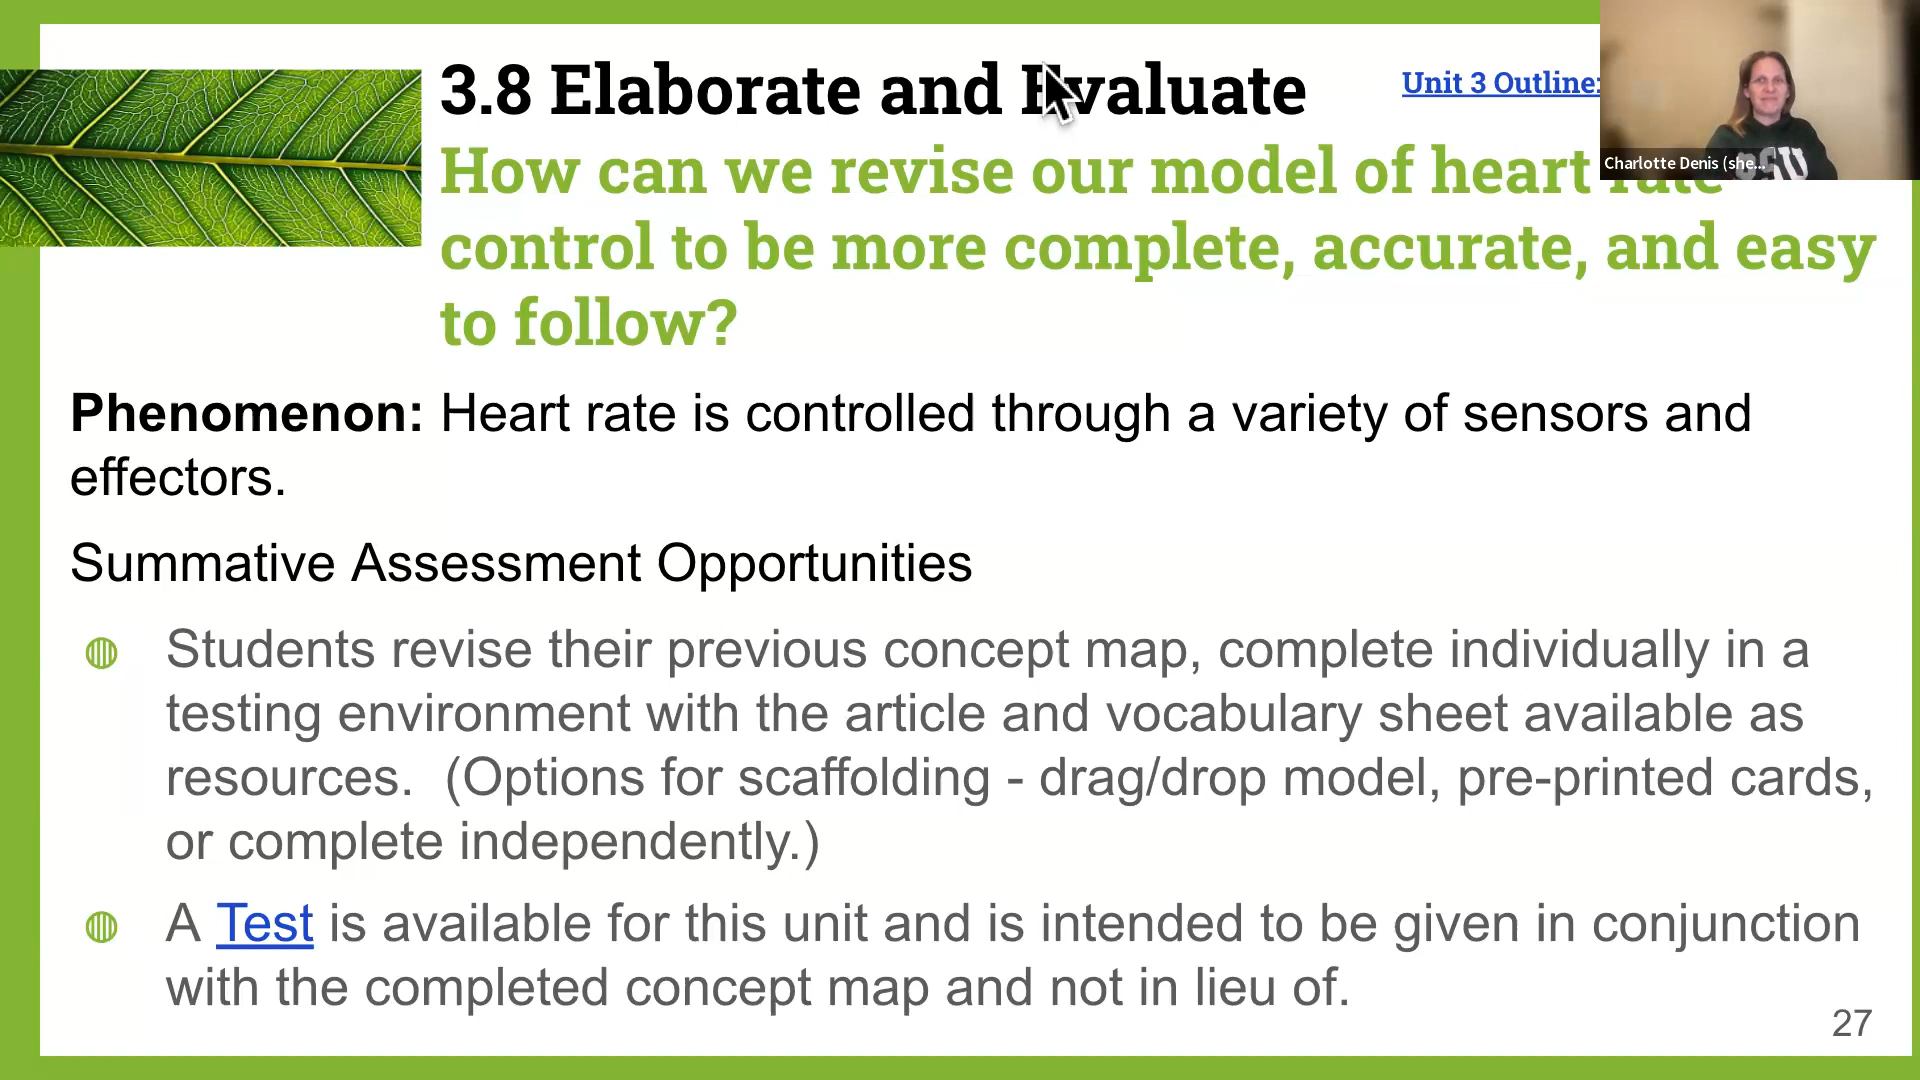 3.8 Elaborate and Evaluate
Unit 3 Outline:
How can we revise our model of heart rate
control to be more complete, accurate, and easy
to follow?
Charlotte Denis (she...
Phenomenon: Heart rate is controlled through a variety of sensors and
effectors.
Summative Assessment Opportunities
Students revise their previous concept map, complete individually in a
testing environment with the article and vocabulary sheet available as
resources.  (Options for scaffolding - drag/drop model, pre-printed cards,
or complete independently.)
A Test is available for this unit and is intended to be given in conjunction
with the completed concept map and not in lieu of.
27